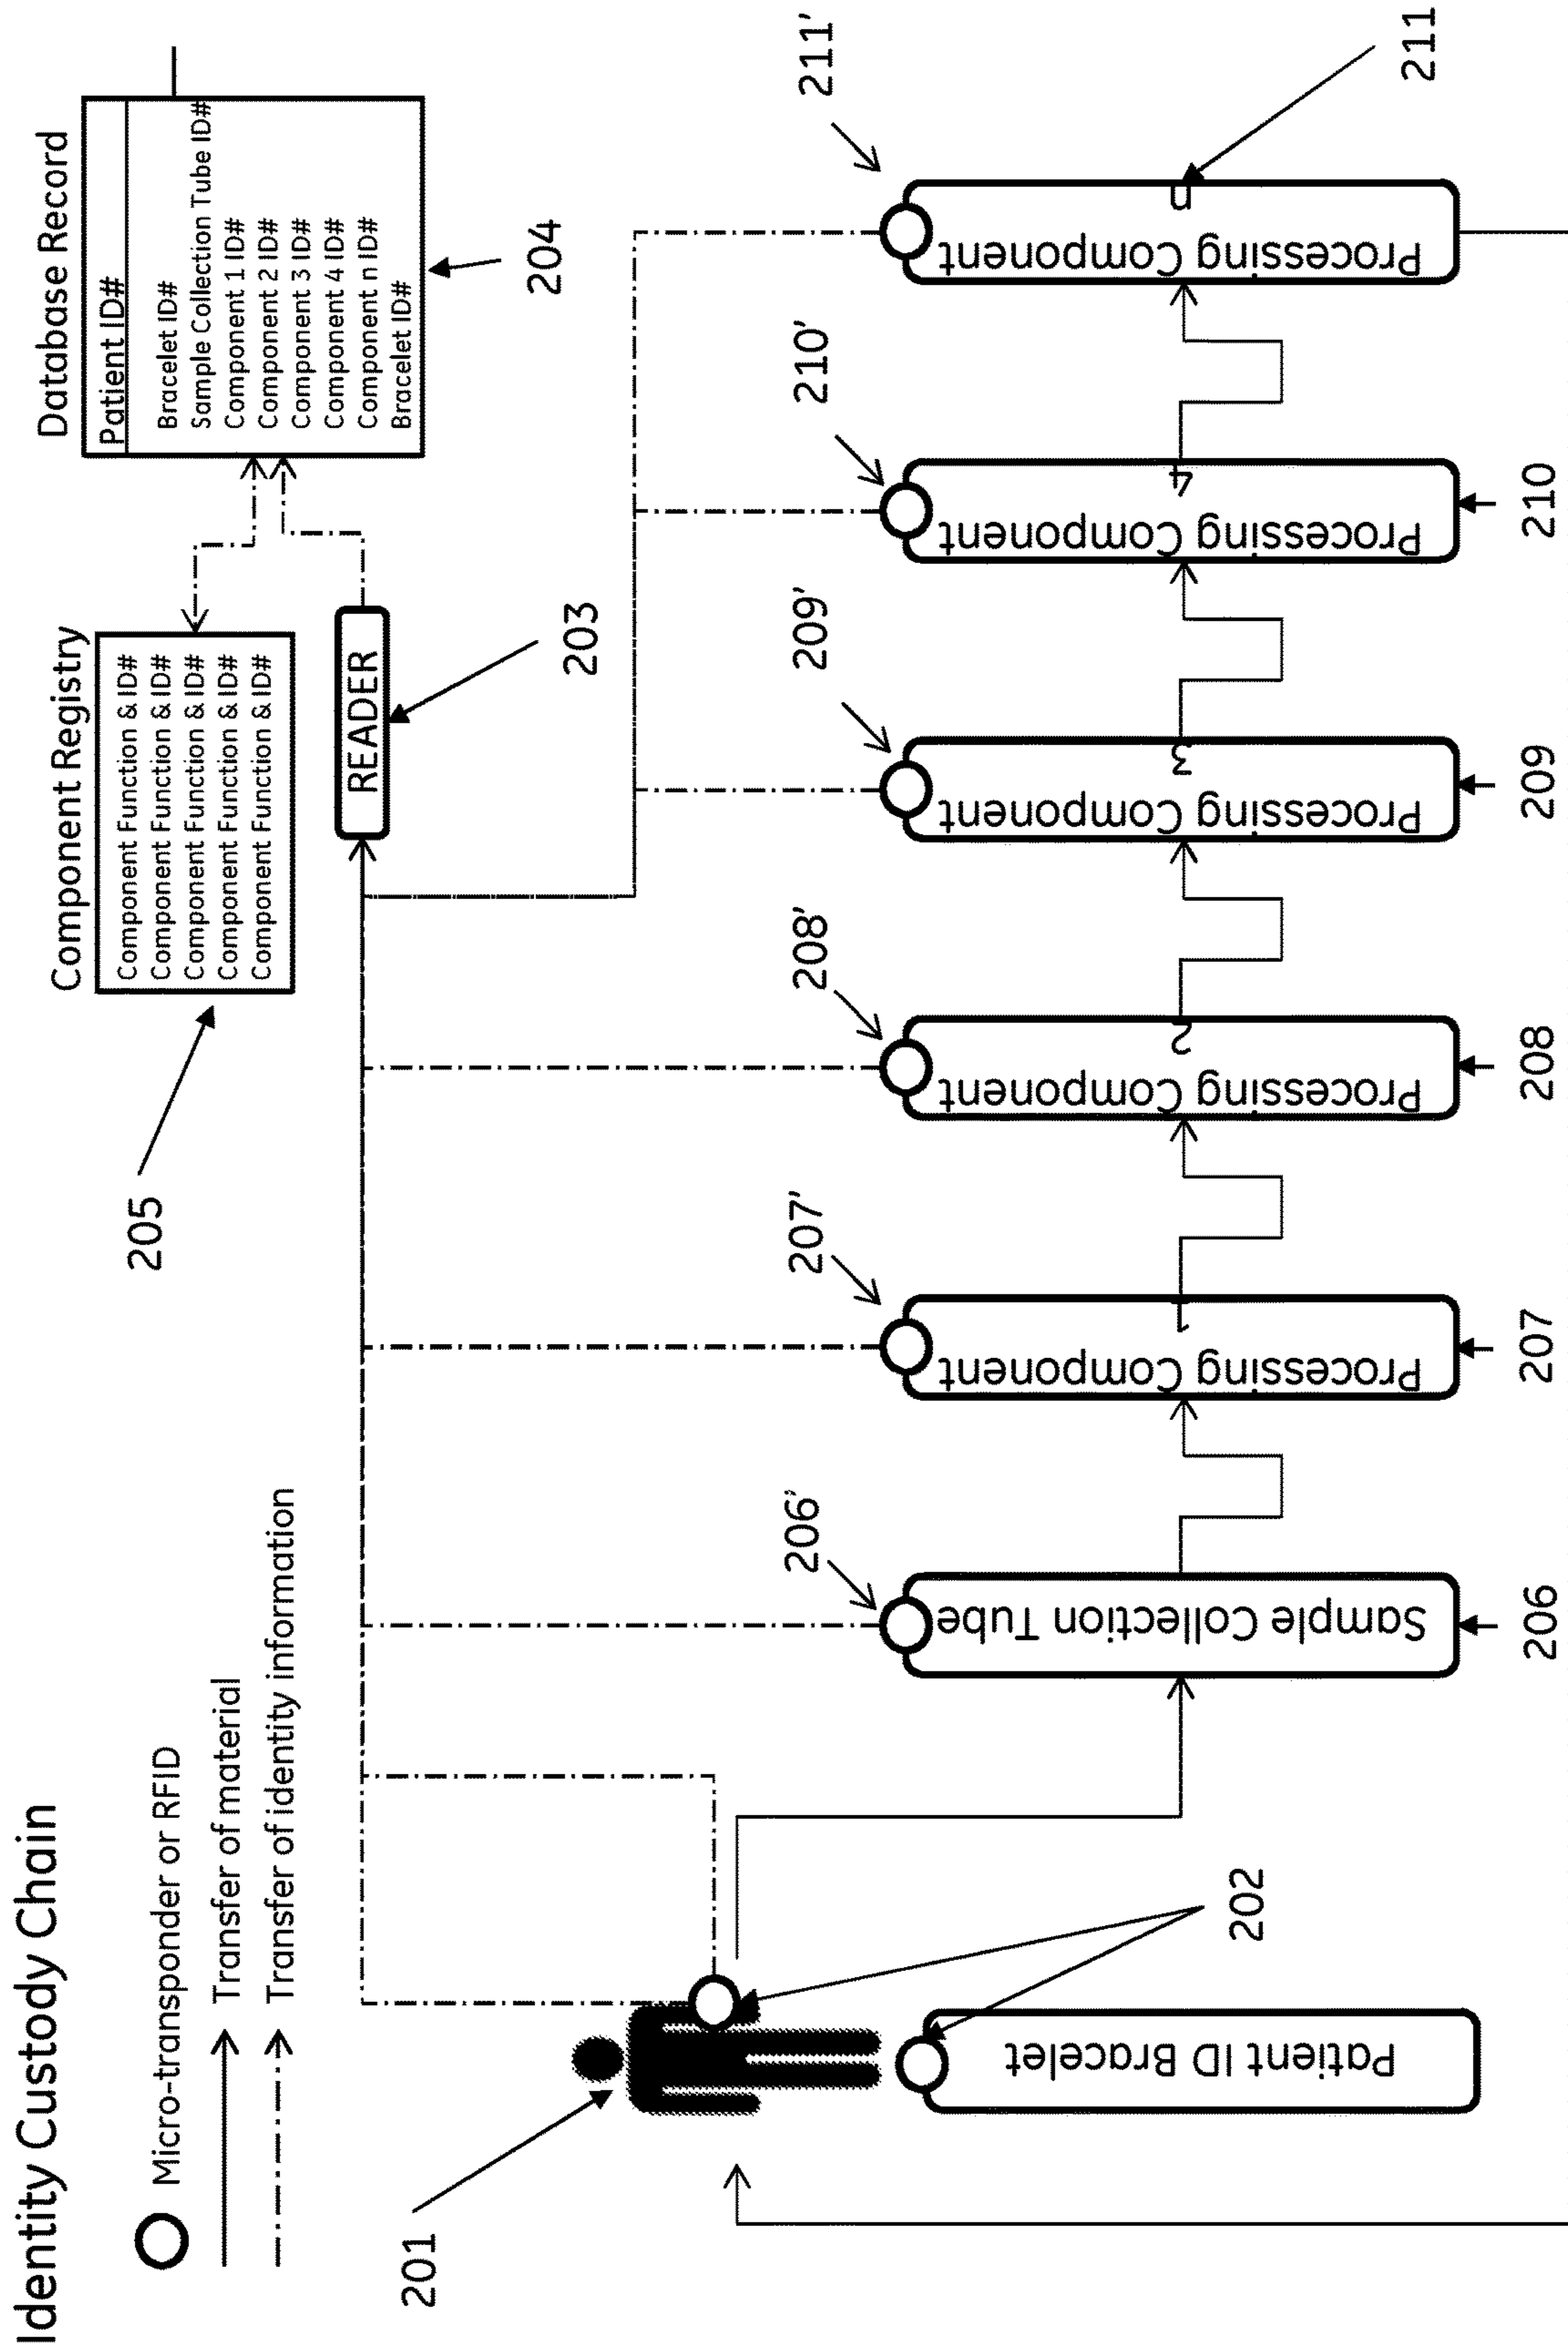 Identity Custody Chain
Micro-transponder or RFID
Transfer of material
Transfer of identity information
Component Registry
Component Function & ID#
Component Function & ID#
Component Function & ID#
Component Function & ID#
Component Function & ID#
205
Database Record
Patient ID#
Bracelet ID#
Sample Collection Tube ID#
Component 1 ID#
Component 2 ID#
Component 3 ID#
Component 4 ID#
Component n ID#
Bracelet ID#
204
READER
203
201
202
Patient ID Bracelet
206'
207'
208'
209'
210'
211'
Sample Collection Tube
Processing Component
1
Processing Component
2
Processing Component
3
Processing Component
4
Processing Component
n
206
207
208
209
210
211